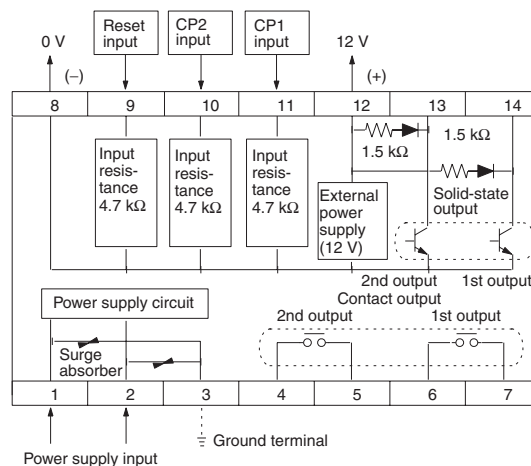 0 V
Reset
input
CP2
input
CP1
input
12 V
(−)
(+)
8 9 10 11 12 13 14
Input
resis-
tance
4.7 kΩ
Input
resis-
tance
4.7 kΩ
Input
resis-
tance
4.7 kΩ
1.5 kΩ
1.5 kΩ
External
power
supply
(12 V)
Solid-state
output
2nd output
1st output
Contact output
Power supply circuit
2nd output
1st output
Surge
absorber
1 2 3 4 5 6 7
Ground terminal
Power supply input